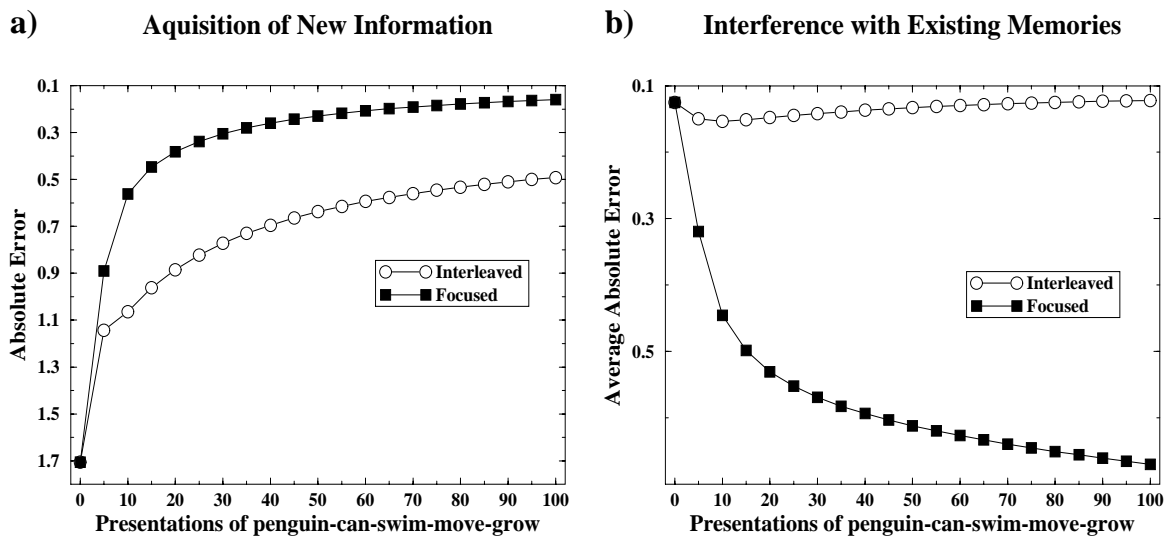 a) Aquisition of New Information
Absolute Error
0.1
0.3
0.5
0.7
0.9
1.1
1.3
1.5
1.7
Interleaved
Focused
0 10 20 30 40 50 60 70 80 90 100
Presentations of penguin-can-swim-move-grow
b) Interference with Existing Memories
Average Absolute Error
0.1
0.3
0.5
Interleaved
Focused
0 10 20 30 40 50 60 70 80 90 100
Presentations of penguin-can-swim-move-grow